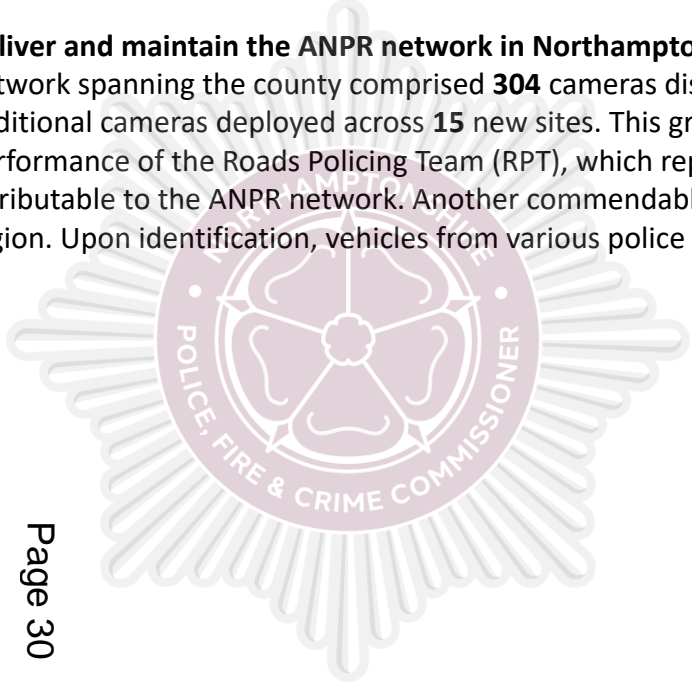 liver and maintain the ANPR network in Northampto
twork spanning the county comprised 304 cameras dis
ditional cameras deployed across 15 new sites. This gr
rformance of the Roads Policing Team (RPT), which rep
tributable to the ANPR network. Another commendabl
gion. Upon identification, vehicles from various police
NORTHAMPTONSHIRE
POLICE, FIRE & CRIME COMMISSIONER
Page 30